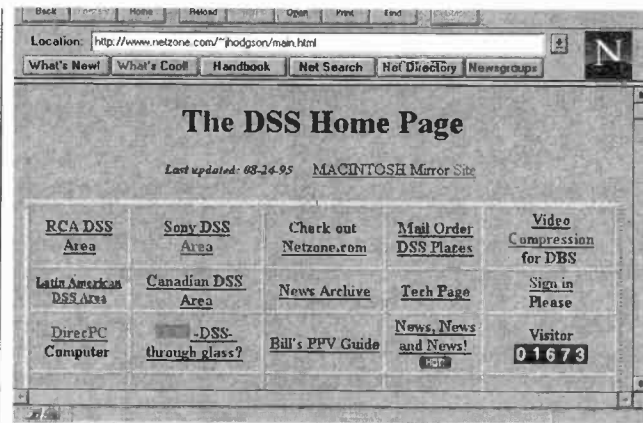 Back Home Reload Open Print Find
Location: http://www.netzone.com/~jhodgson/main.html
N
What's New! What's Cool! Handbook Net Search Net Directory Newsgroups
The DSS Home Page
Last updated: 08-24-95 MACINTOSH Mirror Site
RCA DSS Area
Sony DSS Area
Check out Netzone.com
Mail Order DSS Places
Video Compression for DBS
Latin American DSS Area
Canadian DSS Area
News Archive
Tech Page
Sign in Please
DirecPC Computer
-DSS- through glass?
Bill's PPV Guide
News, News and News! HOT
Visitor 01673